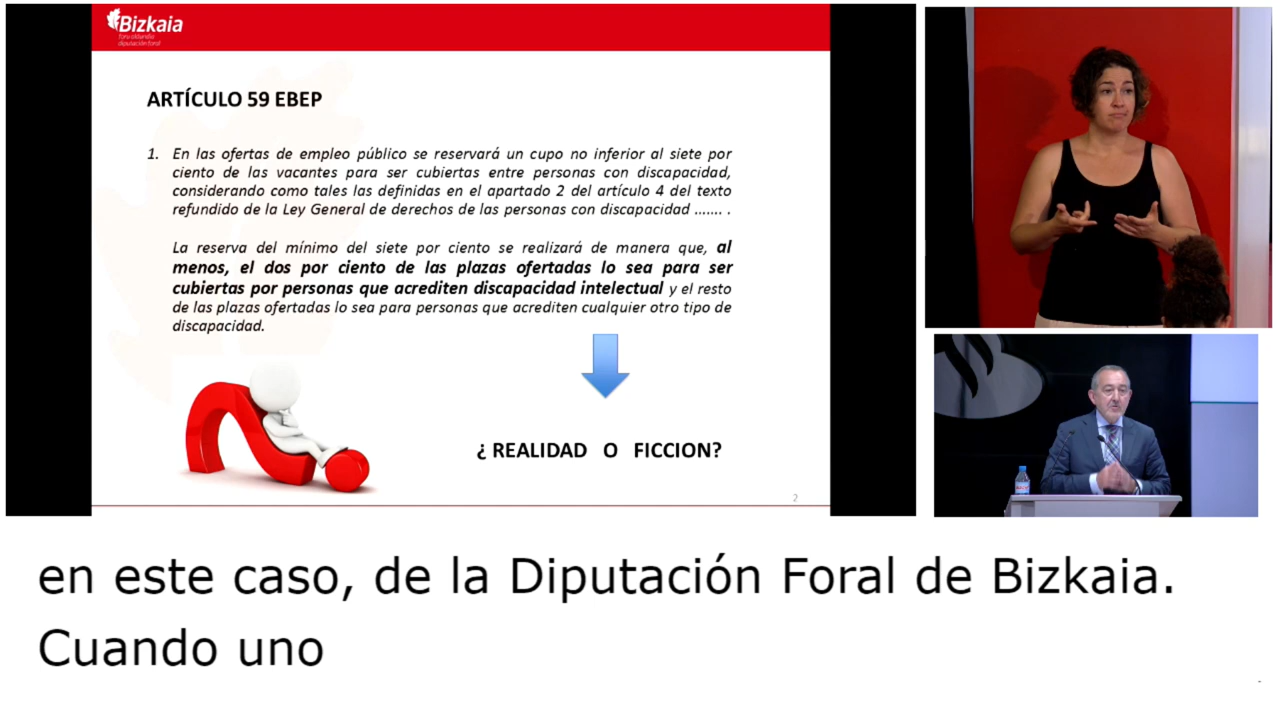 Bizkaia
foru aldundia
diputación foral
ARTÍCULO 59 EBEP
1. En las ofertas de empleo público se reservará un cupo no inferior al siete por
ciento de las vacantes para ser cubiertas entre personas con discapacidad,
considerando como tales las definidas en el apartado 2 del artículo 4 del texto
refundido de la Ley General de derechos de las personas con discapacidad ....... .
La reserva del mínimo del siete por ciento se realizará de manera que, al
menos, el dos por ciento de las plazas ofertadas lo sea para ser
cubiertas por personas que acrediten discapacidad intelectual y el resto
de las plazas ofertadas lo sea para personas que acrediten cualquier otro tipo de
discapacidad.
¿ REALIDAD O FICCION?
2
en este caso, de la Diputación Foral de Bizkaia.
Cuando uno